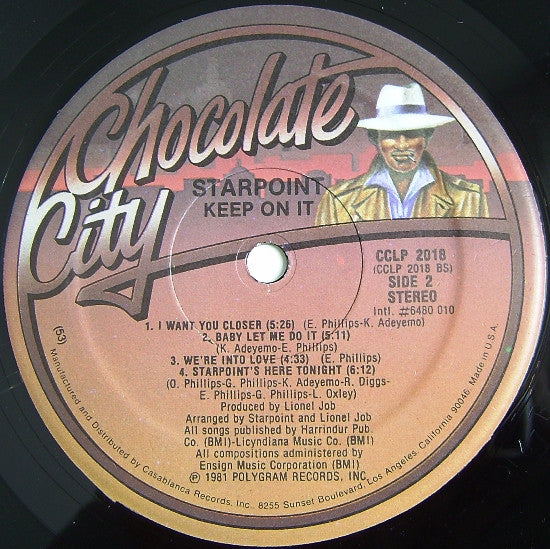 Chocolate
City
STARPOINT
KEEP ON IT
CCLP 2018
(CCLP 2018 BS)
SIDE 2
STEREO
Intl. #6480 010
1. I WANT YOU CLOSER (5:26) (E. Phillips-K. Adeyemo)
2. BABY LET ME DO IT (5:11)
(K. Adeyemo-E. Phillips)
3. WE'RE INTO LOVE (4:33) (E. Phillips)
4. STARPOINT'S HERE TONIGHT (6:12)
(O. Phillips-G. Phillips-K. Adeyemo-R. Diggs-
E. Phillips-G. Phillips-L. Oxley)
Produced by Lionel Job
Arranged by Starpoint and Lionel Job
All songs published by Harrindur Pub.
Co. (BMI)-Licyndiana Music Co. (BMI)
All compositions administered by
Ensign Music Corporation (BMI)
℗ 1981 POLYGRAM RECORDS, INC.
(53)
Manufactured and Distributed by Casablanca Records, Inc., 8255 Sunset Boulevard, Los Angeles, California 90046. Made in U.S.A.